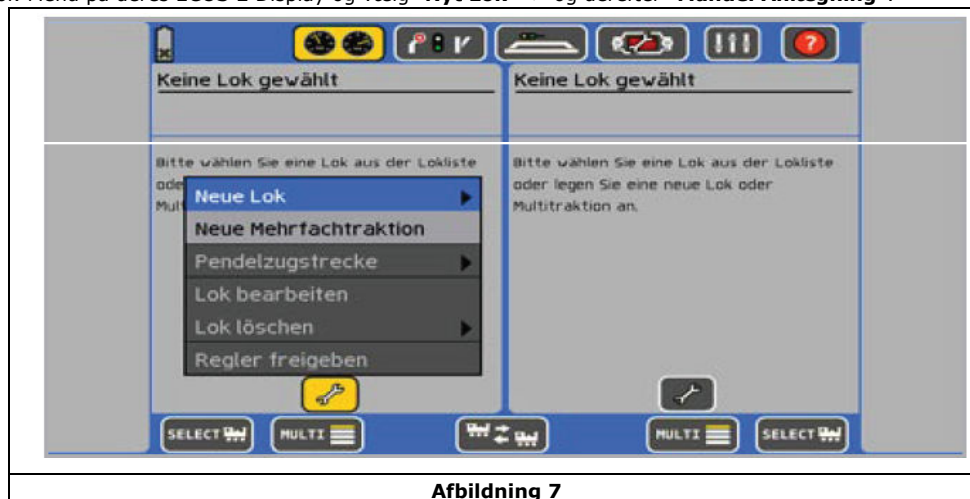 Keine Lok gewählt
Keine Lok gewählt
Bitte wählen Sie eine Lok aus der Lokliste
ode
Mult
Bitte wählen Sie eine Lok aus der Lokliste
oder legen Sie eine neue Lok oder
Multitraktion an.
Neue Lok
Neue Mehrfachtraktion
Pendelzugstrecke
Lok bearbeiten
Lok löschen
Regler freigeben
SELECT
MULTI
MULTI
SELECT
Afbildning 7